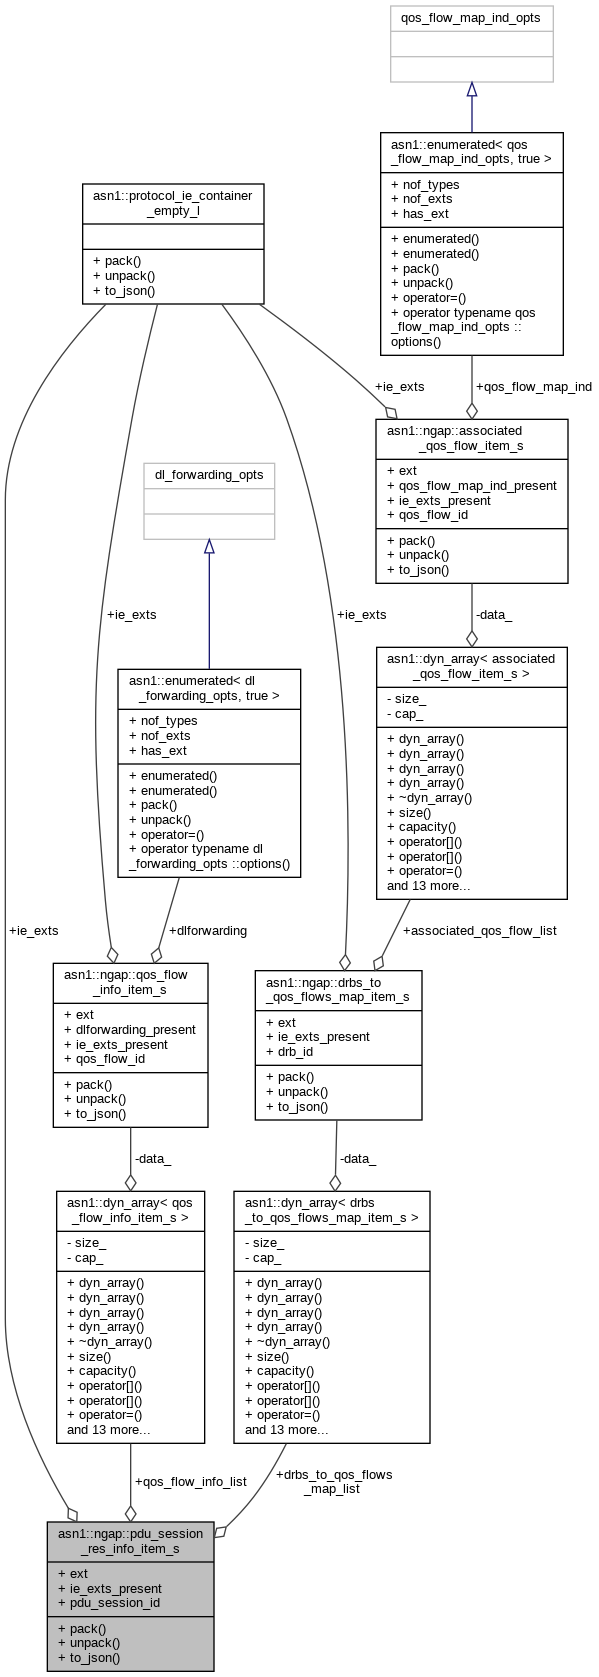 qos_flow_map_ind_opts
asn1::enumerated< qos
_flow_map_ind_opts, true >
+ nof_types
+ nof_exts
+ has_ext
+ enumerated()
+ enumerated()
+ pack()
+ unpack()
+ operator=()
+ operator typename qos
_flow_map_ind_opts ::
options()
asn1::protocol_ie_container
_empty_l
+ pack()
+ unpack()
+ to_json()
+ie_exts
+qos_flow_map_ind
asn1::ngap::associated
_qos_flow_item_s
+ ext
+ qos_flow_map_ind_present
+ ie_exts_present
+ qos_flow_id
+ pack()
+ unpack()
+ to_json()
dl_forwarding_opts
+ie_exts
+ie_exts
-data_
asn1::enumerated< dl
_forwarding_opts, true >
+ nof_types
+ nof_exts
+ has_ext
+ enumerated()
+ enumerated()
+ pack()
+ unpack()
+ operator=()
+ operator typename dl
_forwarding_opts ::options()
asn1::dyn_array< associated
_qos_flow_item_s >
- size_
- cap_
+ dyn_array()
+ dyn_array()
+ dyn_array()
+ dyn_array()
+ ~dyn_array()
+ size()
+ capacity()
+ operator[]()
+ operator[]()
+ operator=()
and 13 more...
+ie_exts
+dlforwarding
+associated_qos_flow_list
asn1::ngap::qos_flow
_info_item_s
+ ext
+ dlforwarding_present
+ ie_exts_present
+ qos_flow_id
+ pack()
+ unpack()
+ to_json()
asn1::ngap::drbs_to
_qos_flows_map_item_s
+ ext
+ ie_exts_present
+ drb_id
+ pack()
+ unpack()
+ to_json()
-data_
-data_
asn1::dyn_array< qos
_flow_info_item_s >
- size_
- cap_
+ dyn_array()
+ dyn_array()
+ dyn_array()
+ dyn_array()
+ ~dyn_array()
+ size()
+ capacity()
+ operator[]()
+ operator[]()
+ operator=()
and 13 more...
asn1::dyn_array< drbs
_to_qos_flows_map_item_s >
- size_
- cap_
+ dyn_array()
+ dyn_array()
+ dyn_array()
+ dyn_array()
+ ~dyn_array()
+ size()
+ capacity()
+ operator[]()
+ operator[]()
+ operator=()
and 13 more...
+qos_flow_info_list
+drbs_to_qos_flows
_map_list
asn1::ngap::pdu_session
_res_info_item_s
+ ext
+ ie_exts_present
+ pdu_session_id
+ pack()
+ unpack()
+ to_json()